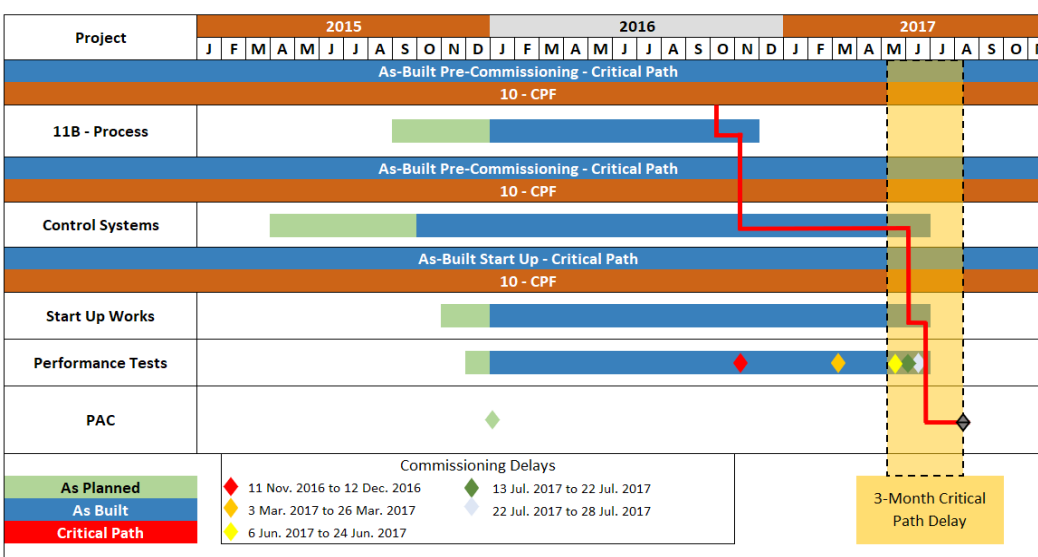 Project
2015 2016 2017
J F M A M J J A S O N D J F M A M J J A S O N D J F M A M J J A S O
As-Built Pre-Commissioning - Critical Path
10 - CPF
11B - Process
As-Built Pre-Commissioning - Critical Path
10 - CPF
Control Systems
As-Built Start Up - Critical Path
10 - CPF
Start Up Works
Performance Tests
PAC
As Planned
As Built
Critical Path
Commissioning Delays
11 Nov. 2016 to 12 Dec. 2016
3 Mar. 2017 to 26 Mar. 2017
6 Jun. 2017 to 24 Jun. 2017
13 Jul. 2017 to 22 Jul. 2017
22 Jul. 2017 to 28 Jul. 2017
3-Month Critical
Path Delay